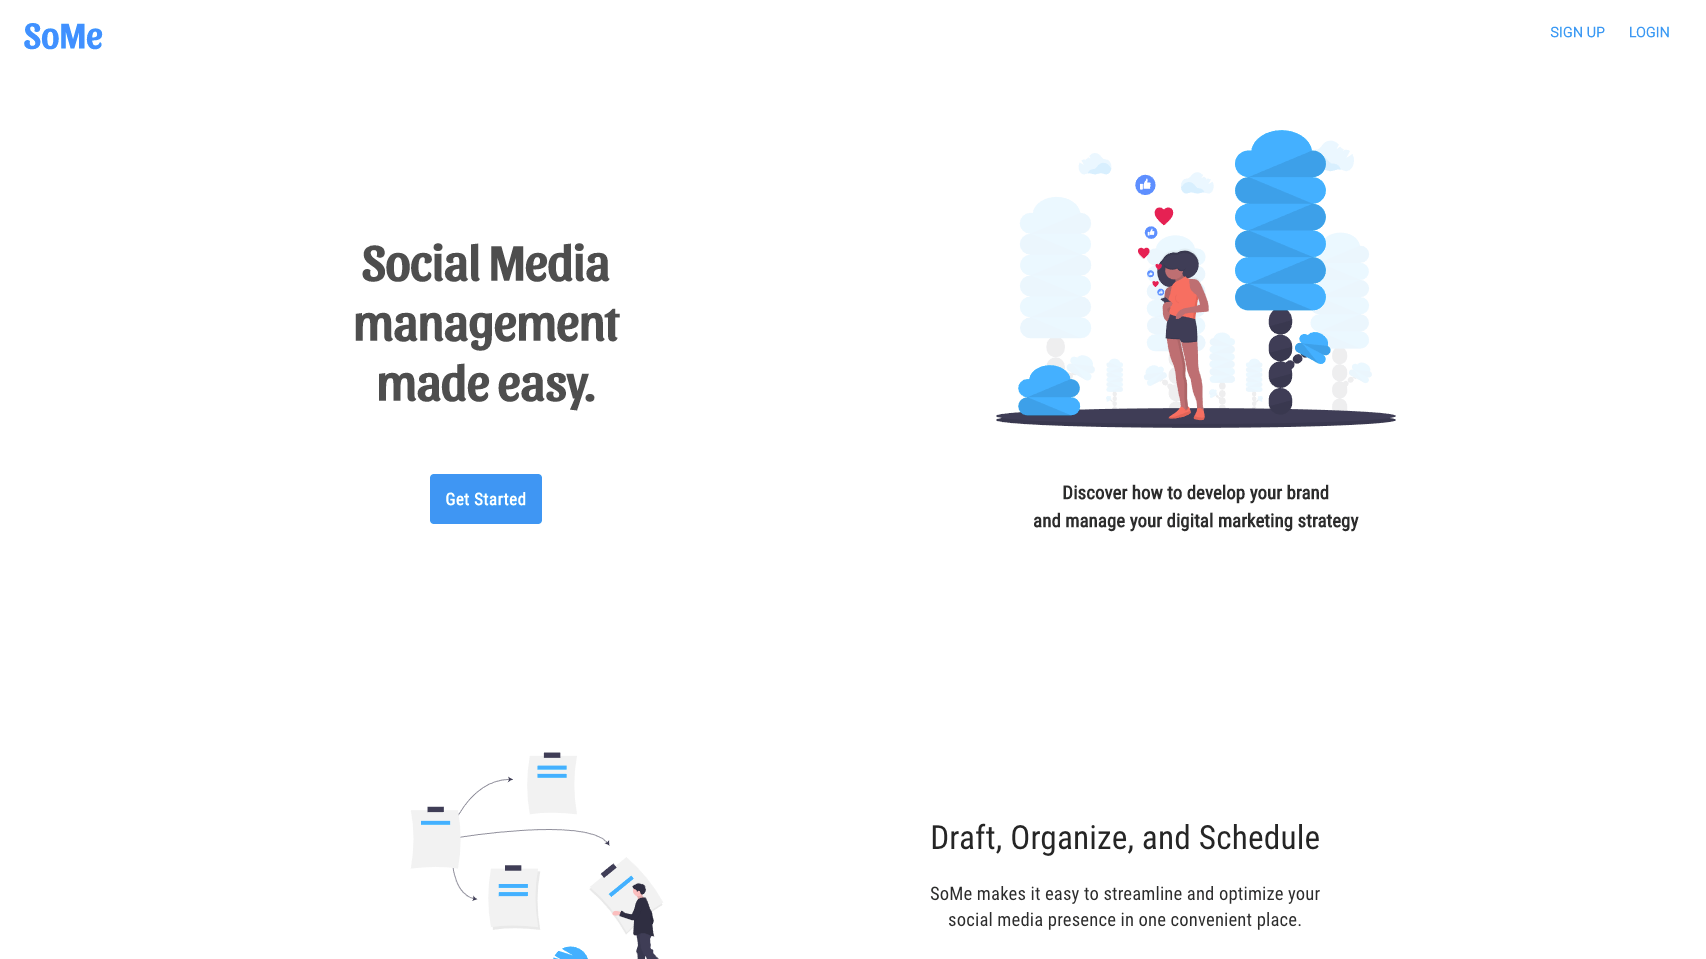 SoMe
SIGN UP LOGIN
Social Media
management
made easy.
Get Started
Discover how to develop your brand
and manage your digital marketing strategy
Draft, Organize, and Schedule
SoMe makes it easy to streamline and optimize your
social media presence in one convenient place.